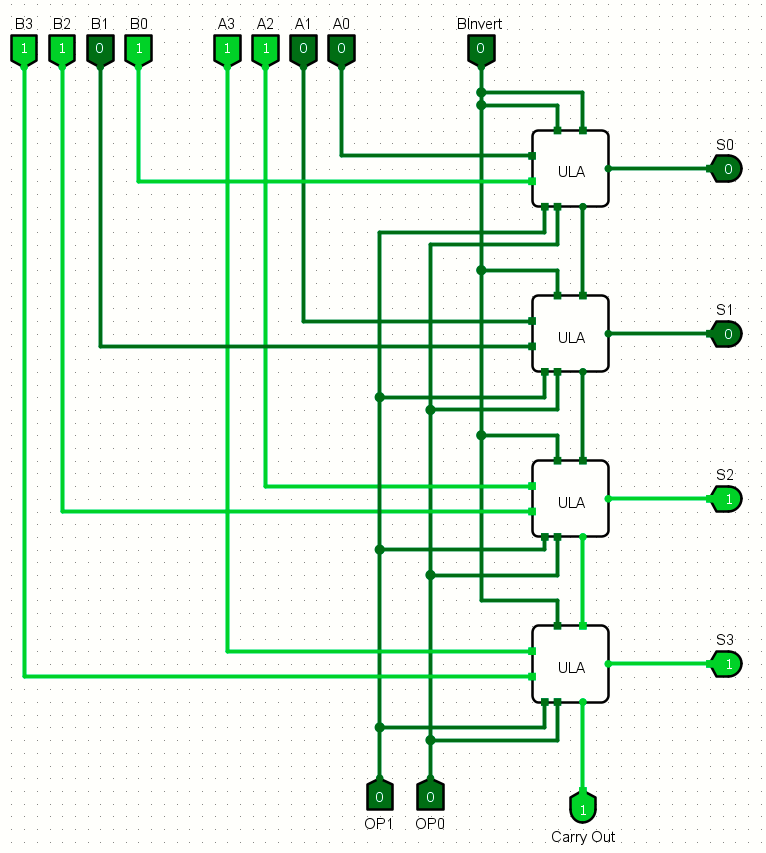 B3 B2 B1 B0 A3 A2 A1 A0 BInvert
1 1 0 1 1 1 0 0 0
S0
ULA 0
S1
ULA 0
S2
ULA 1
S3
ULA 1
0 0 1
OP1 OP0 Carry Out